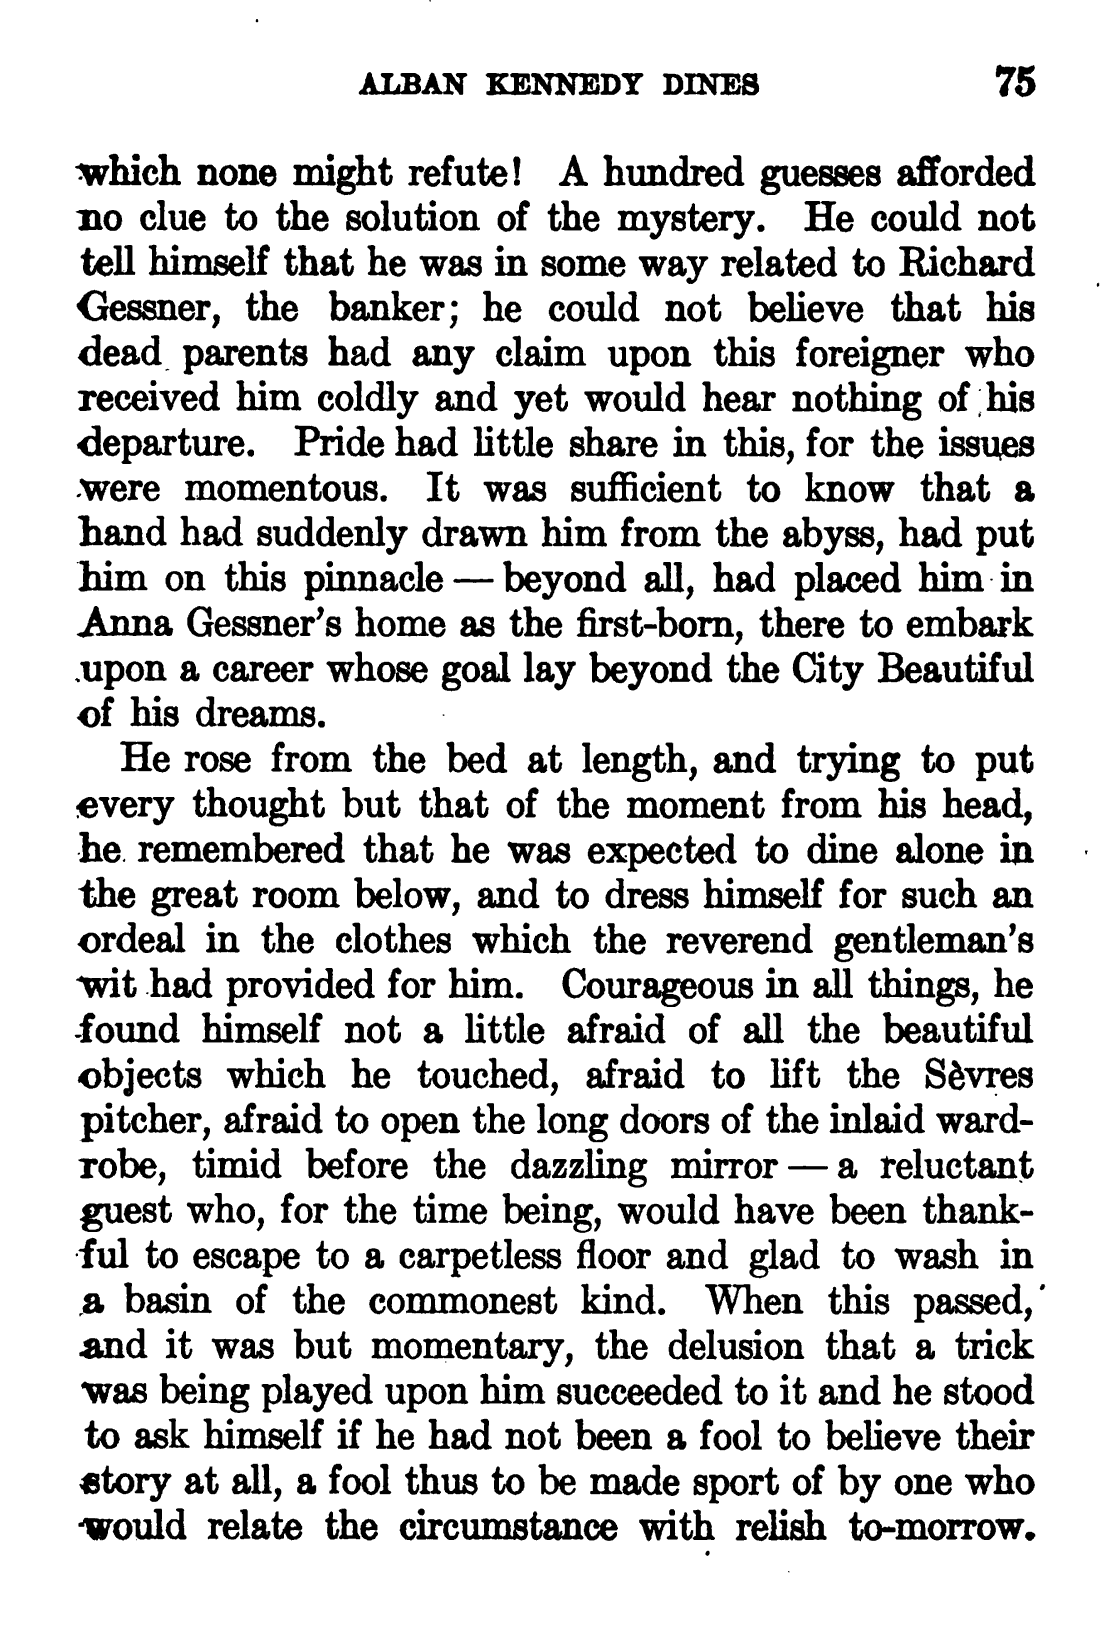 ALBAN KENNEDY DINES 75
which none might refute! A hundred guesses afforded
no clue to the solution of the mystery. He could not
tell himself that he was in some way related to Richard
Gessner, the banker; he could not believe that his
dead parents had any claim upon this foreigner who
received him coldly and yet would hear nothing of his
departure. Pride had little share in this, for the issues
were momentous. It was sufficient to know that a
hand had suddenly drawn him from the abyss, had put
him on this pinnacle — beyond all, had placed him in
Anna Gessner's home as the first-born, there to embark
upon a career whose goal lay beyond the City Beautiful
of his dreams.
He rose from the bed at length, and trying to put
every thought but that of the moment from his head,
he remembered that he was expected to dine alone in
the great room below, and to dress himself for such an
ordeal in the clothes which the reverend gentleman's
wit had provided for him. Courageous in all things, he
found himself not a little afraid of all the beautiful
objects which he touched, afraid to lift the Sèvres
pitcher, afraid to open the long doors of the inlaid ward-
robe, timid before the dazzling mirror — a reluctant
guest who, for the time being, would have been thank-
ful to escape to a carpetless floor and glad to wash in
a basin of the commonest kind. When this passed,
and it was but momentary, the delusion that a trick
was being played upon him succeeded to it and he stood
to ask himself if he had not been a fool to believe their
story at all, a fool thus to be made sport of by one who
would relate the circumstance with relish to-morrow.